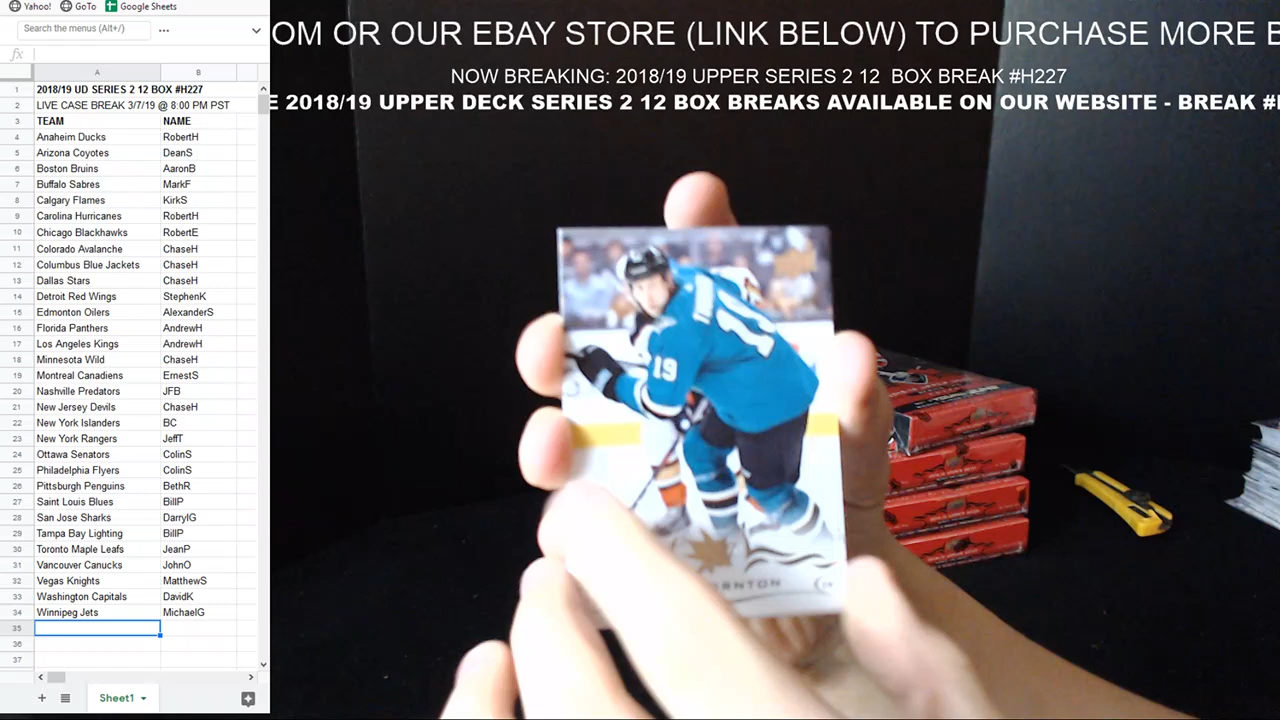 Yahoo! GoTo Google Sheets
Search the menus (Alt+/)
fx
A B
1 2018/19 UD SERIES 2 12 BOX #H227
2 LIVE CASE BREAK 3/7/19 @ 8:00 PM PST
3 TEAM NAME
4 Anaheim Ducks RobertH
5 Arizona Coyotes DeanS
6 Boston Bruins AaronB
7 Buffalo Sabres MarkF
8 Calgary Flames KirkS
9 Carolina Hurricanes RobertH
10 Chicago Blackhawks RobertE
11 Colorado Avalanche ChaseH
12 Columbus Blue Jackets ChaseH
13 Dallas Stars ChaseH
14 Detroit Red Wings StephenK
15 Edmonton Oilers AlexanderS
16 Florida Panthers AndrewH
17 Los Angeles Kings AndrewH
18 Minnesota Wild ChaseH
19 Montreal Canadiens ErnestS
20 Nashville Predators JFB
21 New Jersey Devils ChaseH
22 New York Islanders BC
23 New York Rangers JeffT
24 Ottawa Senators ColinS
25 Philadelphia Flyers ColinS
26 Pittsburgh Penguins BethR
27 Saint Louis Blues BillP
28 San Jose Sharks DarrylG
29 Tampa Bay Lighting BillP
30 Toronto Maple Leafs JeanP
31 Vancouver Canucks JohnO
32 Vegas Knights MatthewS
33 Washington Capitals DavidK
34 Winnipeg Jets MichaelG
35
36
37
Sheet1
OM OR OUR EBAY STORE (LINK BELOW) TO PURCHASE MORE
NOW BREAKING: 2018/19 UPPER SERIES 2 12 BOX BREAK #H227
E 2018/19 UPPER DECK SERIES 2 12 BOX BREAKS AVAILABLE ON OUR WEBSITE - BREAK
19
19
ORNTON